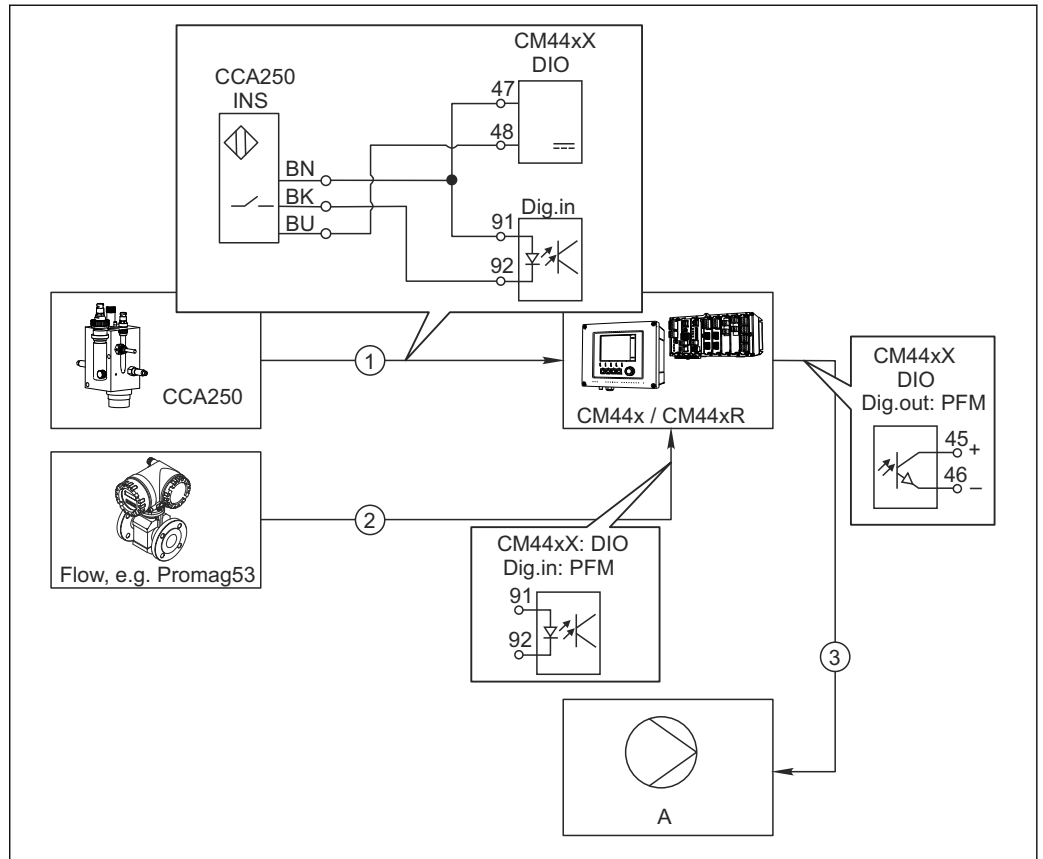 CM44xX
DIO
CCA250
INS
47
48
BN
BK
BU
Dig.in
91
92
CCA250
1
CM44x / CM44xR
CM44xX
DIO
Dig.out: PFM
45
+
46
–
Flow, e.g. Promag53
2
CM44xX: DIO
Dig.in: PFM
91
92
3
A